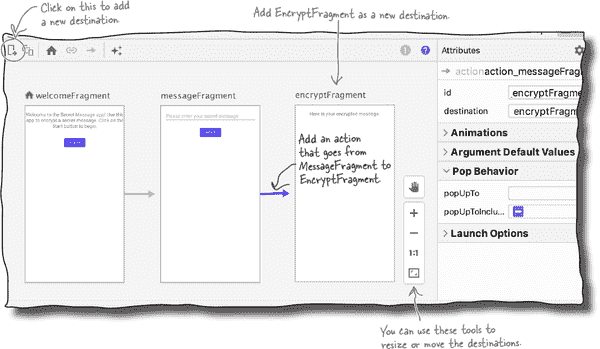 Click on this to add
a new destination.
Add EncryptFragment as a new destination.
Attributes
action action_messageFrag
id encryptFragme
destination encryptFragm
Animations
Argument Default Values
Pop Behavior
popUpTo
popUpToInclu...
Launch Options
welcomeFragment
Welcome to the Secret Message app! Use this
app to encrypt a secret message. Click on the
Start button to begin.
messageFragment
Please enter your secret message
encryptFragment
Here is your encrypted message
Add an action
that goes from
MessageFragment to
EncryptFragment.
1:1
You can use these tools to
resize or move the destinations.